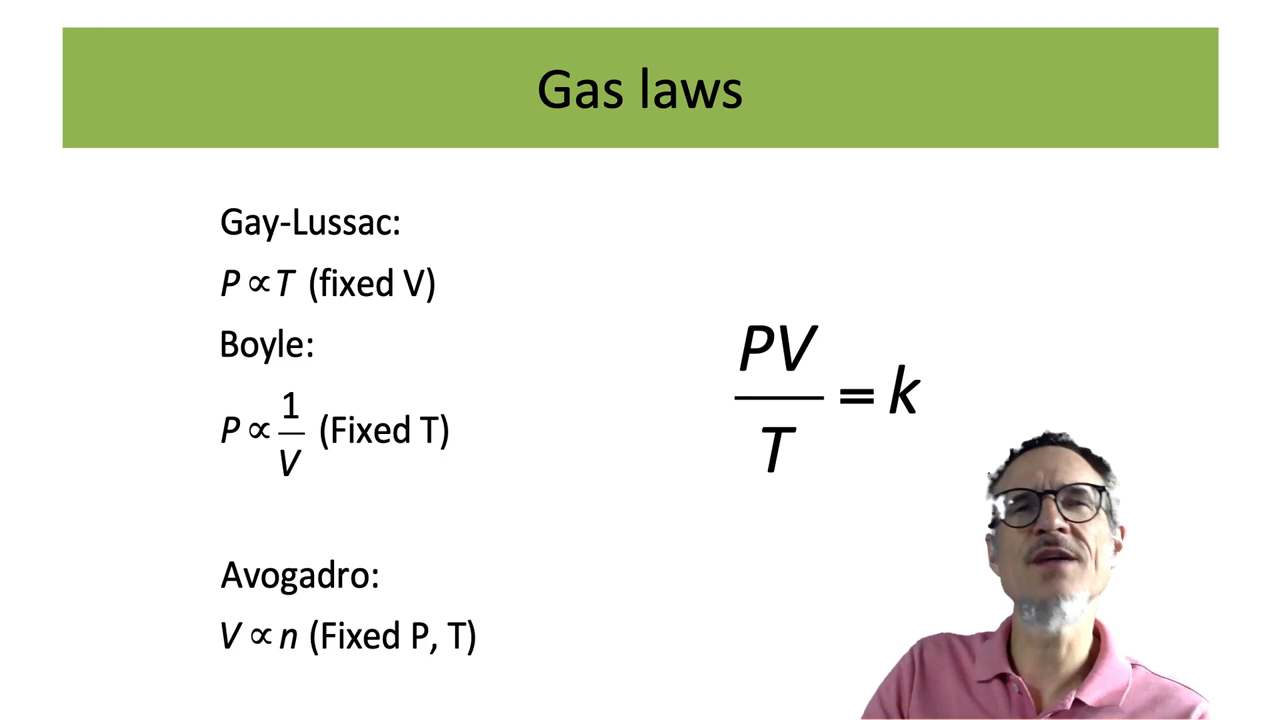 Gas laws
Gay-Lussac:
P ∝ T (fixed V)
Boyle:
P ∝ 1/V (Fixed T)
PV/T = k
Avogadro:
V ∝ n (Fixed P, T)